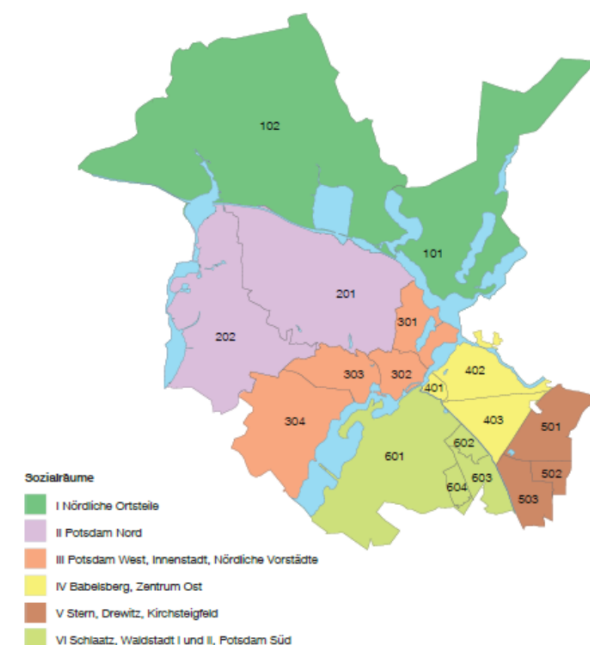 102
101
201
202
301
302
303
304
401
402
403
501
502
503
601
602
603
604
Sozialräume
I Nördliche Ortsteile
II Potsdam Nord
III Potsdam West, Innenstadt, Nördliche Vorstädte
IV Babelsberg, Zentrum Ost
V Stern, Drewitz, Kirchsteigfeld
VI Schlaatz, Waldstadt I und II, Potsdam Süd